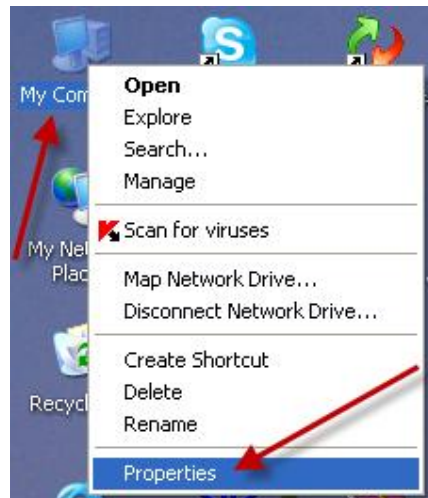 My Com
Open
Explore
Search...
Manage
Scan for viruses
My Net
Plac
Map Network Drive...
Disconnect Network Drive...
Create Shortcut
Delete
Recycl
Rename
Properties